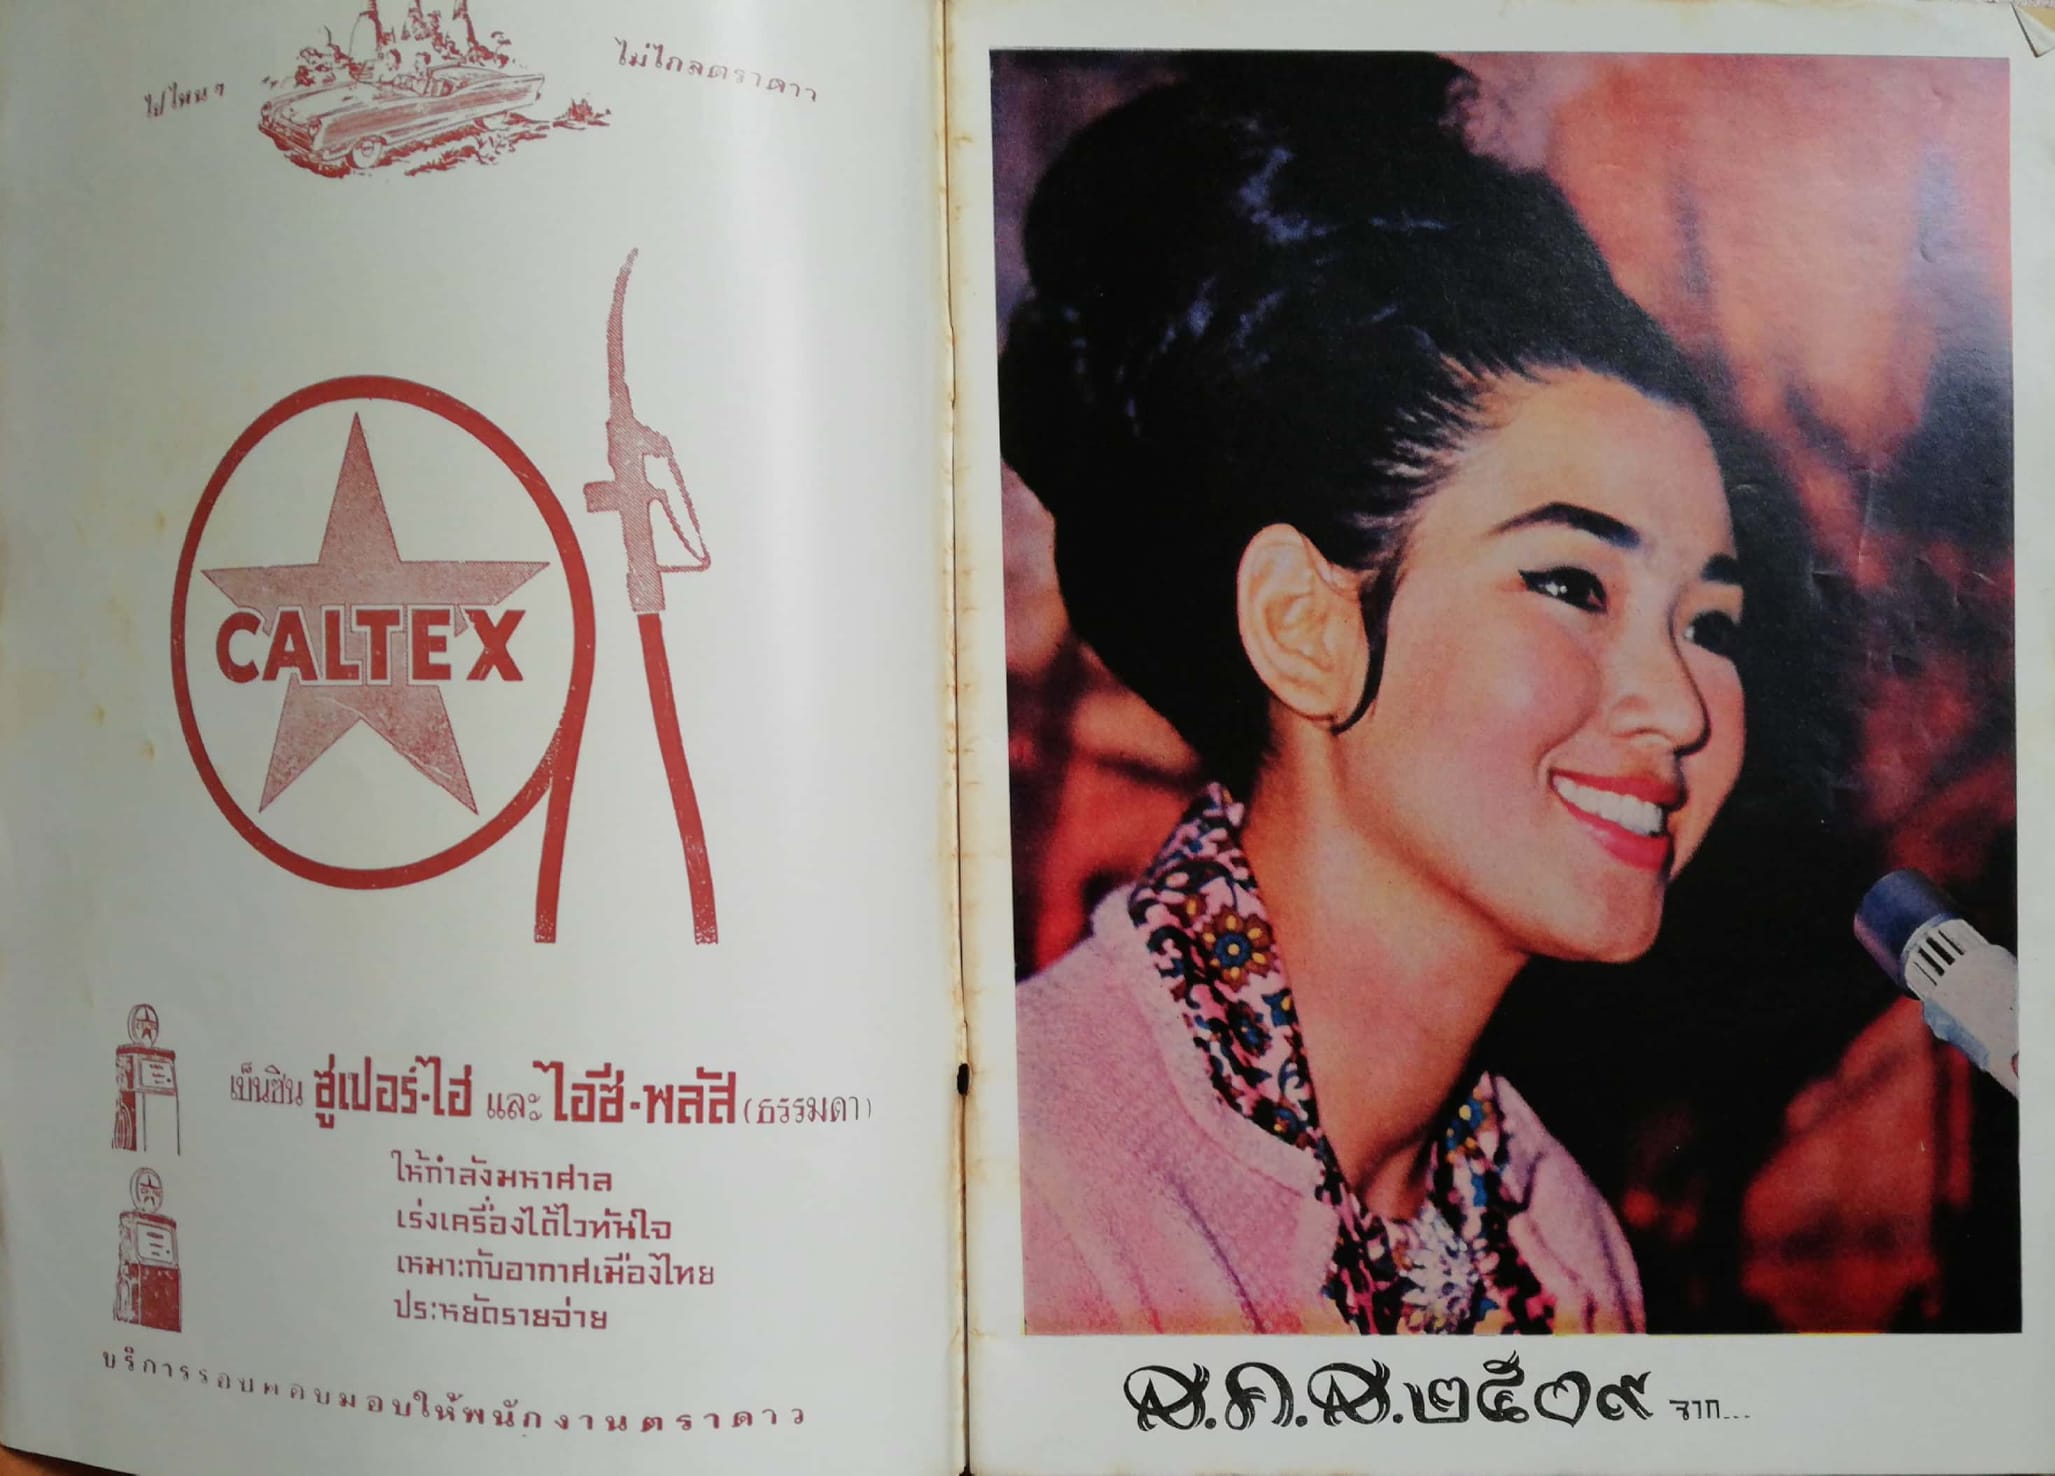 ไปไหนๆ
ไม่ไกลตราดาว
CALTEX
เบ็นซิน ซู่เปอร์-ไฮ และ ไอซี-พลัส (ธรรมดา)
ให้กำลังมหาศาล
เร่งเครื่องได้ไวทันใจ
เหมาะกับอากาศเมืองไทย
ประหยัดรายจ่าย
บริการรอบคอบมอบให้พนักงานตราดาว
ส.ค.ส.๒๕๐๙ จาก...